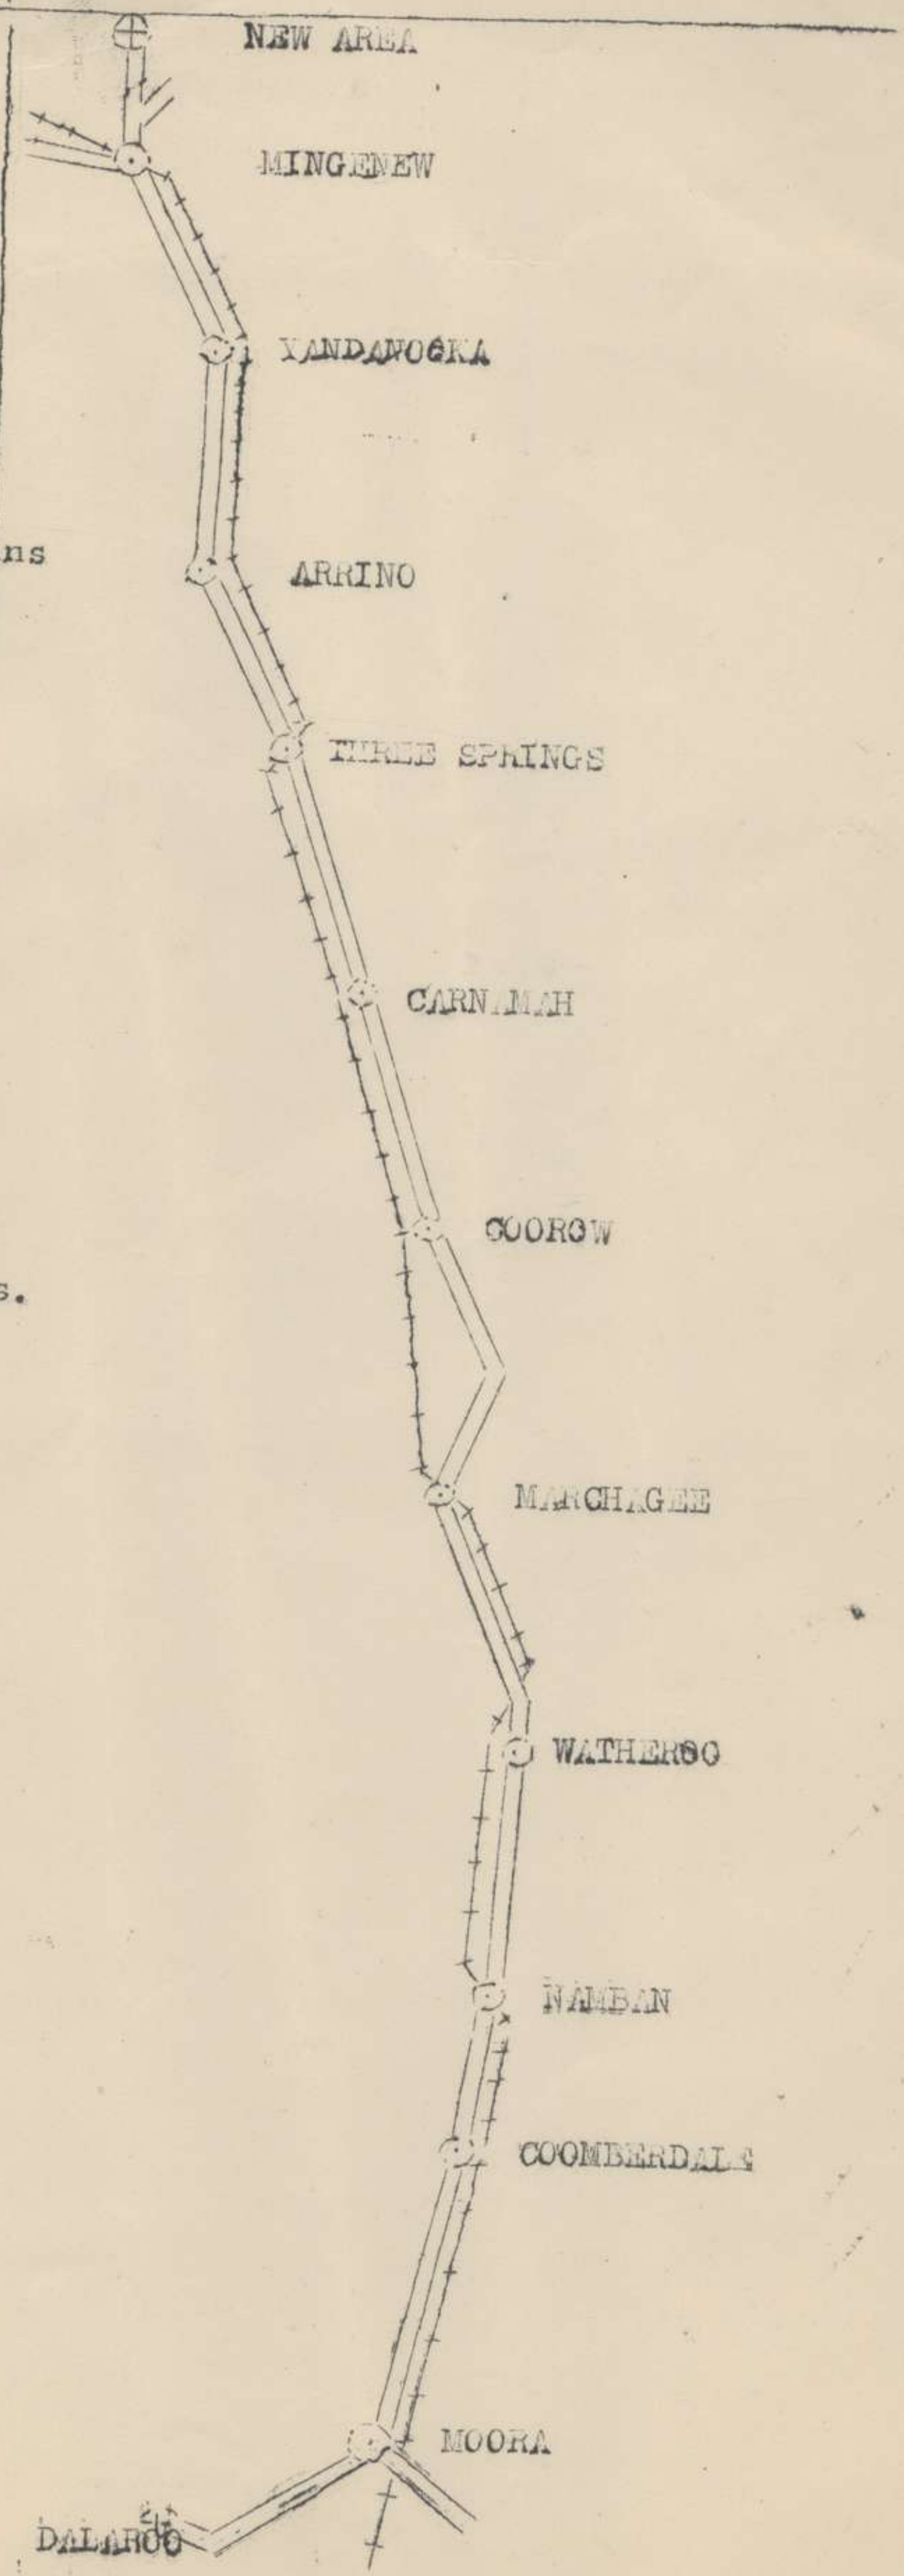 NEW AREA
MINGENEW
YANDANOOKA
ns
ARRINO
THREE SPRINGS
CARNAMAH
COOROW
s.
MARCHAGEE
WATHEROO
NAMBAN
COOMBERDALE
MOORA
DALAROO